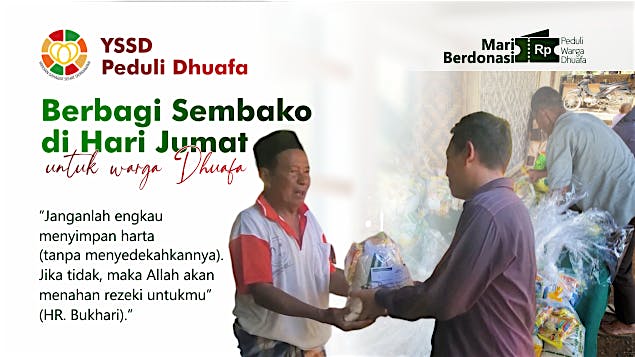 YSSD
Peduli Dhuafa
Mari
Berdonasi
Rp
Peduli
Warga
Dhuafa
Berbagi Sembako
di Hari Jumat
untuk warga Dhuafa
"Janganlah engkau
menyimpan harta
(tanpa menyedekahkannya).
Jika tidak, maka Allah akan
menahan rezeki untukmu"
(HR. Bukhari)."